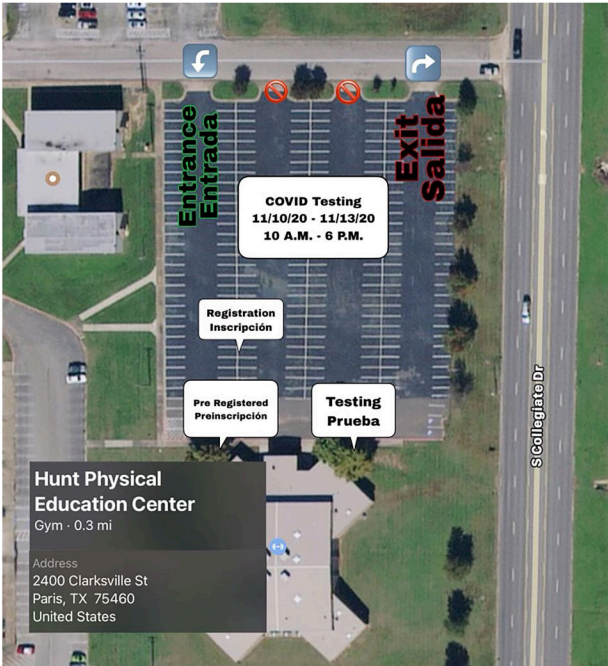 Entrance
Entrada
Exit
Salida
COVID Testing
11/10/20 - 11/13/20
10 A.M. - 6 P.M.
Registration
Inscripción
Pre Registered
Preinscripción
Testing
Prueba
S Collegiate Dr
Hunt Physical
Education Center
Gym · 0.3 mi
Address
2400 Clarksville St
Paris, TX 75460
United States